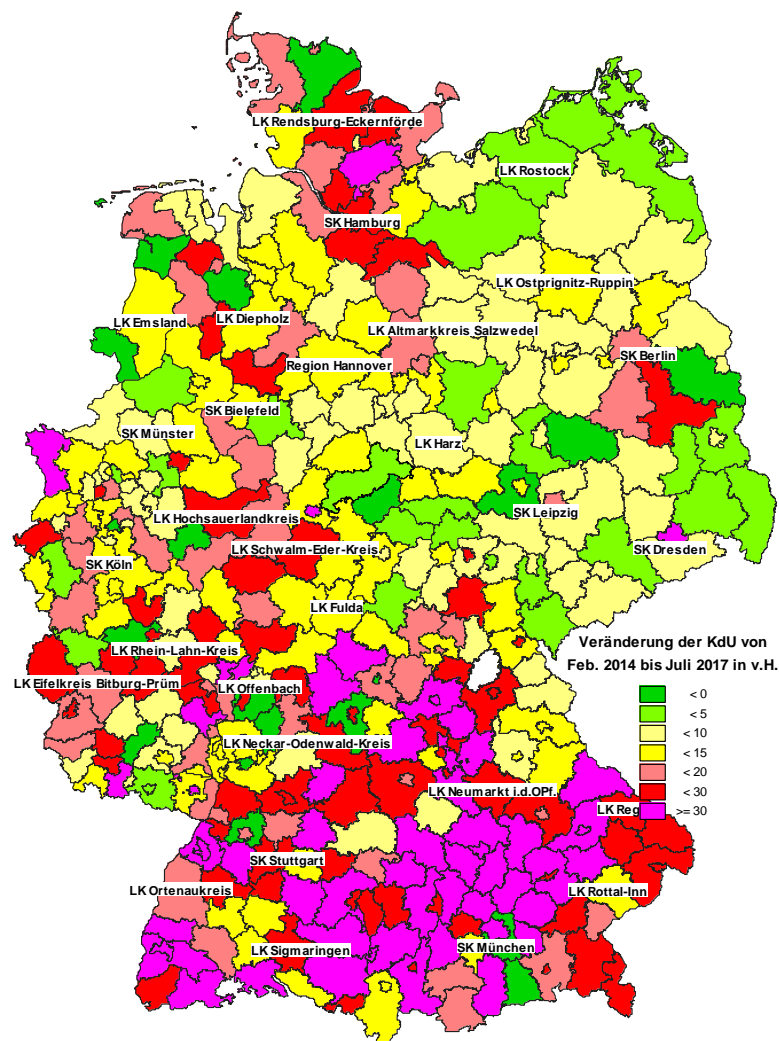 LK Rendsburg-Eckernförde
LK Rostock
SK Hamburg
LK Ostprignitz-Ruppin
LK Emsland
LK Diepholz
LK Altmarkkreis Salzwedel
SK Berlin
Region Hannover
SK Bielefeld
SK Münster
LK Harz
LK Hochsauerlandkreis
SK Leipzig
LK Schwalm-Eder-Kreis
SK Dresden
SK Köln
LK Fulda
LK Rhein-Lahn-Kreis
LK Eifelkreis Bitburg-Prüm
LK Offenbach
LK Neckar-Odenwald-Kreis
LK Neumarkt i.d.OPf.
LK Reg
SK Stuttgart
LK Ortenaukreis
LK Rottal-Inn
LK Sigmaringen
SK München
Veränderung der KdU von
Feb. 2014 bis Juli 2017 in v.H.
< 0
< 5
< 10
< 15
< 20
< 30
>= 30